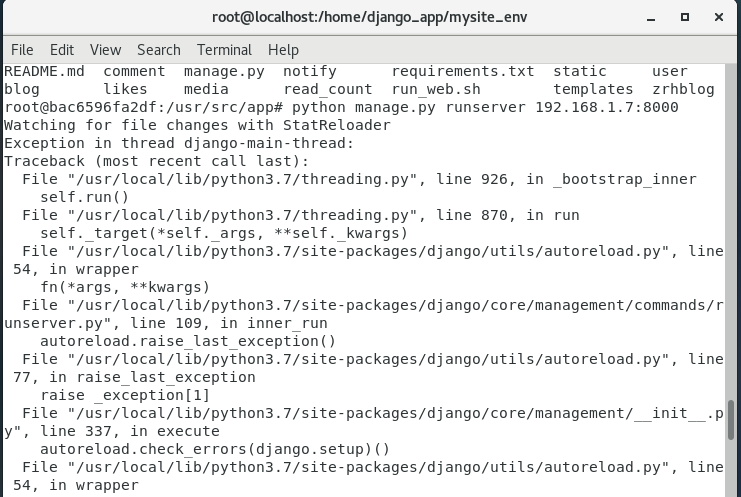 root@localhost:/home/django_app/mysite_env
File Edit View Search Terminal Help
README.md comment manage.py notify requirements.txt static user
blog likes media read_count run_web.sh templates zrhblog
root@bac6596fa2df:/usr/src/app# python manage.py runserver 192.168.1.7:8000
Watching for file changes with StatReloader
Exception in thread django-main-thread:
Traceback (most recent call last):
  File "/usr/local/lib/python3.7/threading.py", line 926, in _bootstrap_inner
    self.run()
  File "/usr/local/lib/python3.7/threading.py", line 870, in run
    self._target(*self._args, **self._kwargs)
  File "/usr/local/lib/python3.7/site-packages/django/utils/autoreload.py", line
 54, in wrapper
    fn(*args, **kwargs)
  File "/usr/local/lib/python3.7/site-packages/django/core/management/commands/r
unserver.py", line 109, in inner_run
    autoreload.raise_last_exception()
  File "/usr/local/lib/python3.7/site-packages/django/utils/autoreload.py", line
 77, in raise_last_exception
    raise _exception[1]
  File "/usr/local/lib/python3.7/site-packages/django/core/management/__init__.p
y", line 337, in execute
    autoreload.check_errors(django.setup)()
  File "/usr/local/lib/python3.7/site-packages/django/utils/autoreload.py", line
 54, in wrapper